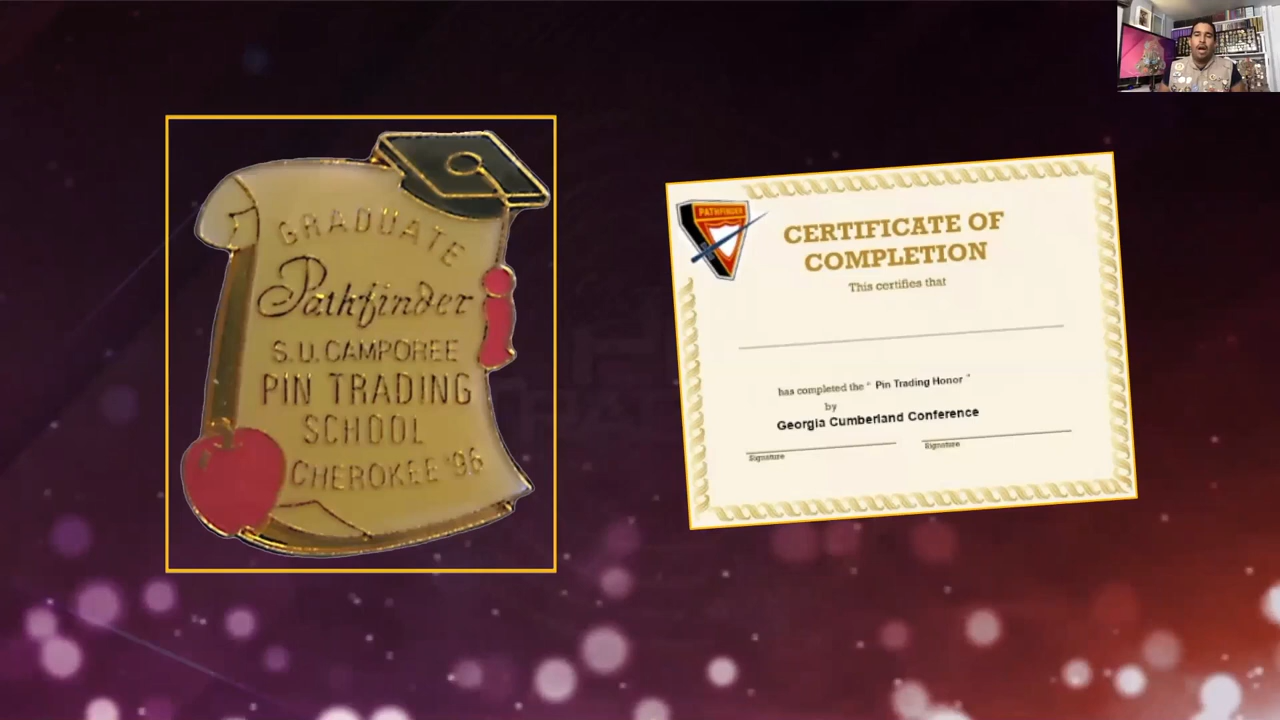 GRADUATE
Pathfinder
S.U. CAMPOREE
PIN TRADING
SCHOOL
CHEROKEE '96
PATHFINDER
CERTIFICATE OF
COMPLETION
This certifies that
has completed the " Pin Trading Honor "
by
Georgia Cumberland Conference
Signature
Signature